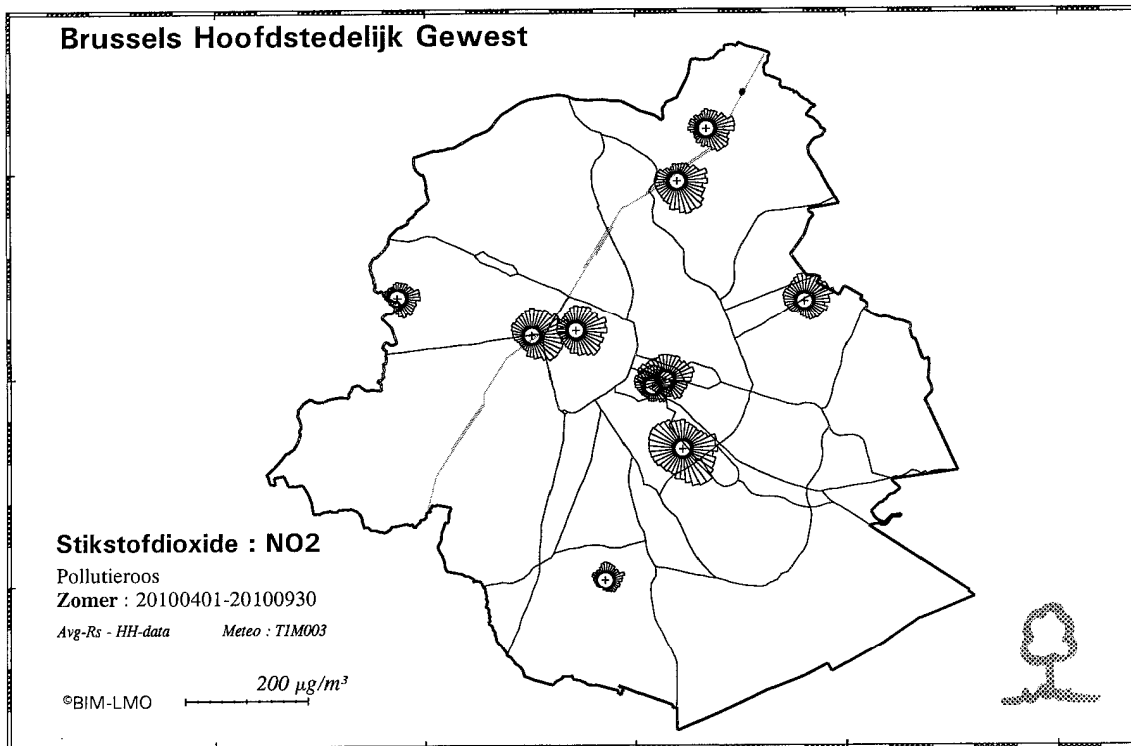 Brussels Hoofdstedelijk Gewest
Stikstofdioxide : NO2
Pollutieroos
Zomer : 20100401-20100930
Avg-Rs - HH-data Meteo : T1M003
200 µg/m³
©BIM-LMO